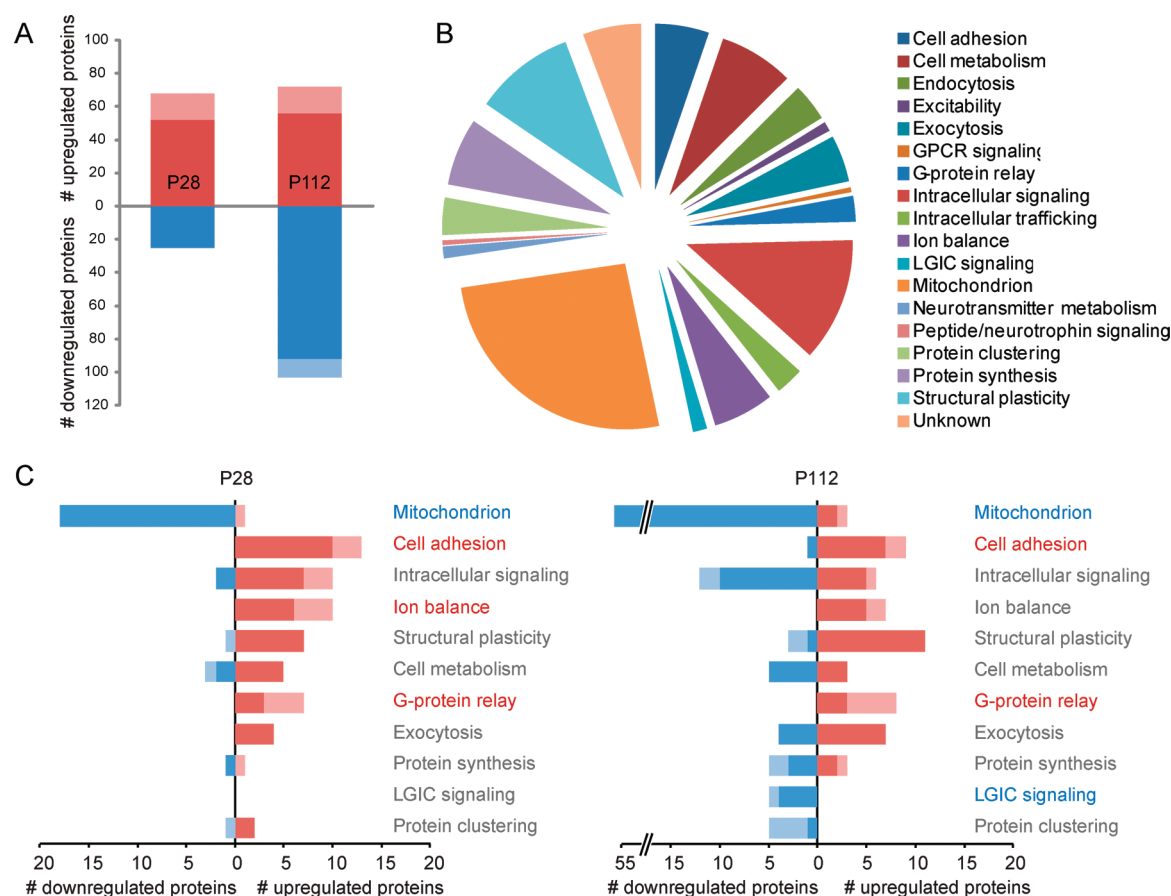 A
100
80
60
40
20
0
20
40
60
80
100
120
# upregulated proteins
# downregulated proteins
P28
P112
B
Cell adhesion
Cell metabolism
Endocytosis
Excitability
Exocytosis
GPCR signaling
G-protein relay
Intracellular signaling
Intracellular trafficking
Ion balance
LGIC signaling
Mitochondrion
Neurotransmitter metabolism
Peptide/neurotrophin signaling
Protein clustering
Protein synthesis
Structural plasticity
Unknown
C
P28
Mitochondrion
Cell adhesion
Intracellular signaling
Ion balance
Structural plasticity
Cell metabolism
G-protein relay
Exocytosis
Protein synthesis
LGIC signaling
Protein clustering
20 15 10 5 0 5 10 15 20
# downregulated proteins # upregulated proteins
P112
Mitochondrion
Cell adhesion
Intracellular signaling
Ion balance
Structural plasticity
Cell metabolism
G-protein relay
Exocytosis
Protein synthesis
LGIC signaling
Protein clustering
55 15 10 5 0 5 10 15 20
# downregulated proteins # upregulated proteins